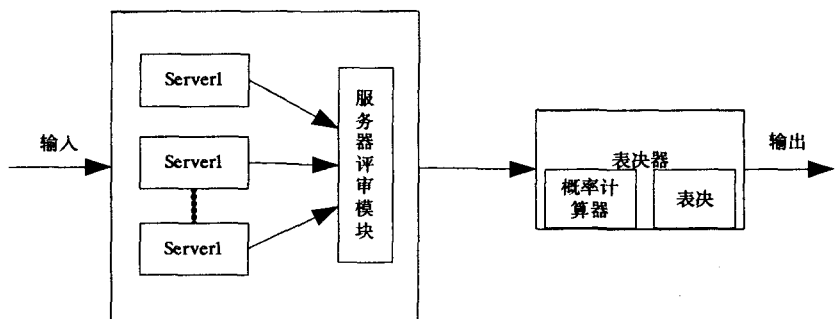 输入
Server1
Server1
Server1
服
务
器
评
审
模
块
表决器
概率计
算器
表决
输出